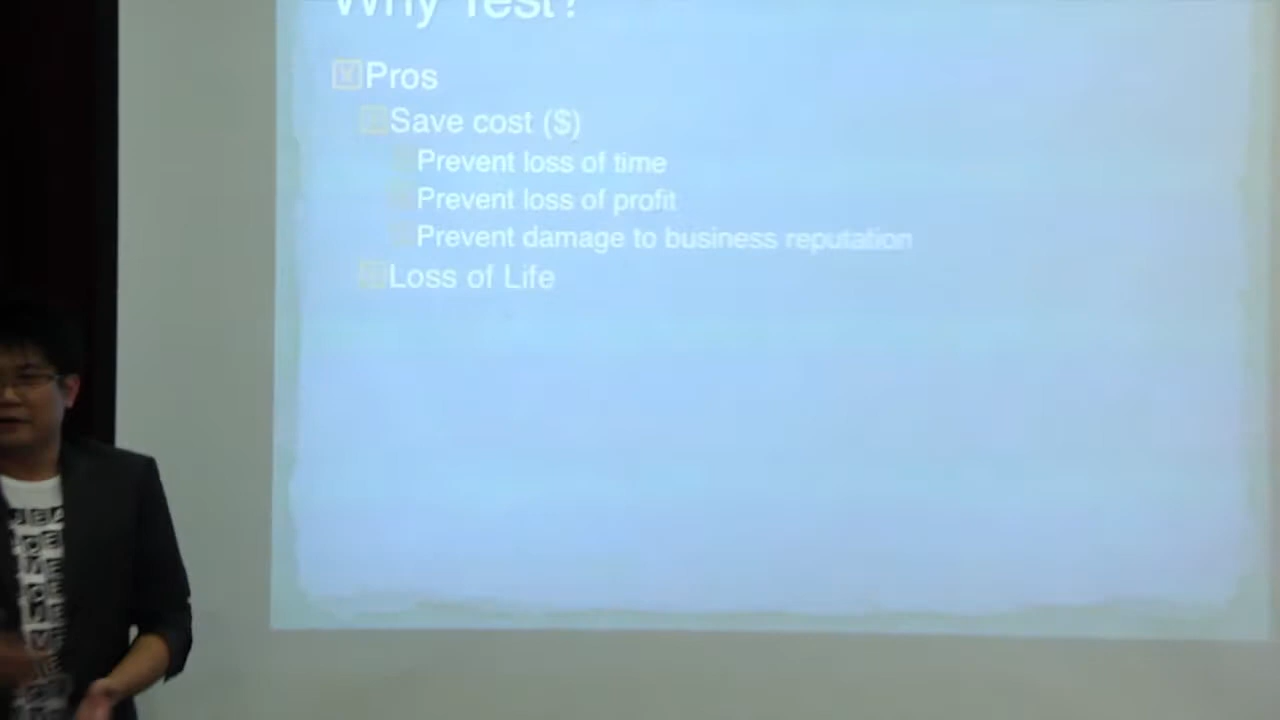 Why Test?
Pros
Save cost ($)
Prevent loss of time
Prevent loss of profit
Prevent damage to business reputation
Loss of Life